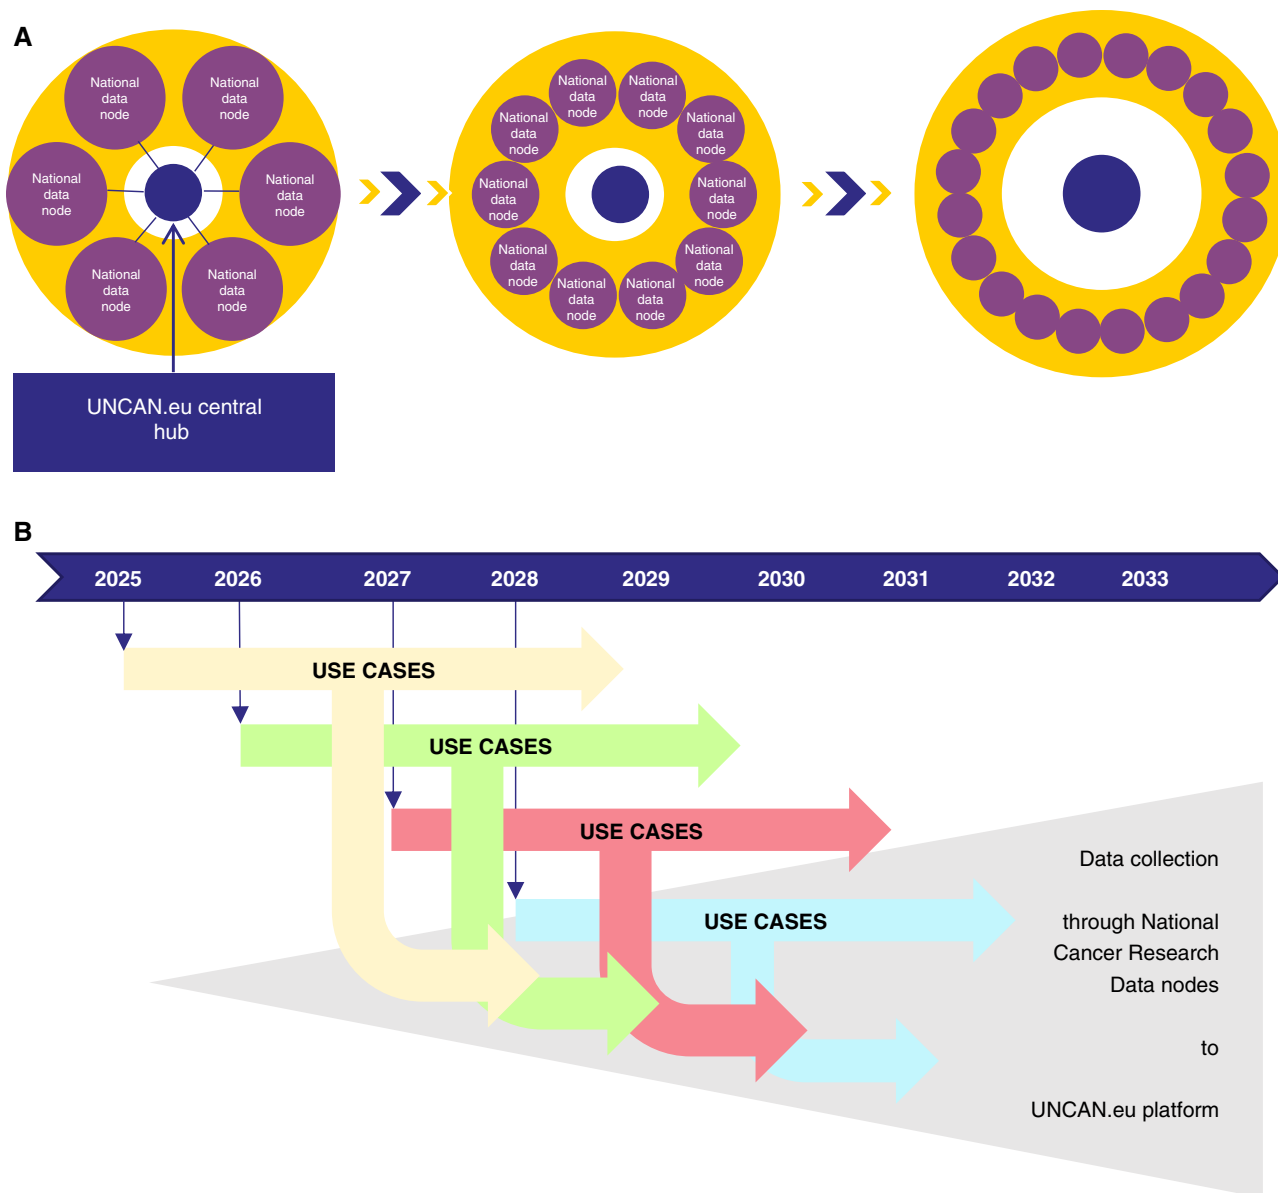 A
National
data
node
National
data
node
National
data
node
National
data
node
National
data
node
National
data
node
UNCAN.eu central
hub
National
data
node
National
data
node
National
data
node
National
data
node
National
data
node
National
data
node
National
data
node
National
data
node
National
data
node
National
data
node
B
2025 2026 2027 2028 2029 2030 2031 2032 2033
USE CASES
USE CASES
USE CASES
USE CASES
Data collection
through National
Cancer Research
Data nodes
to
UNCAN.eu platform